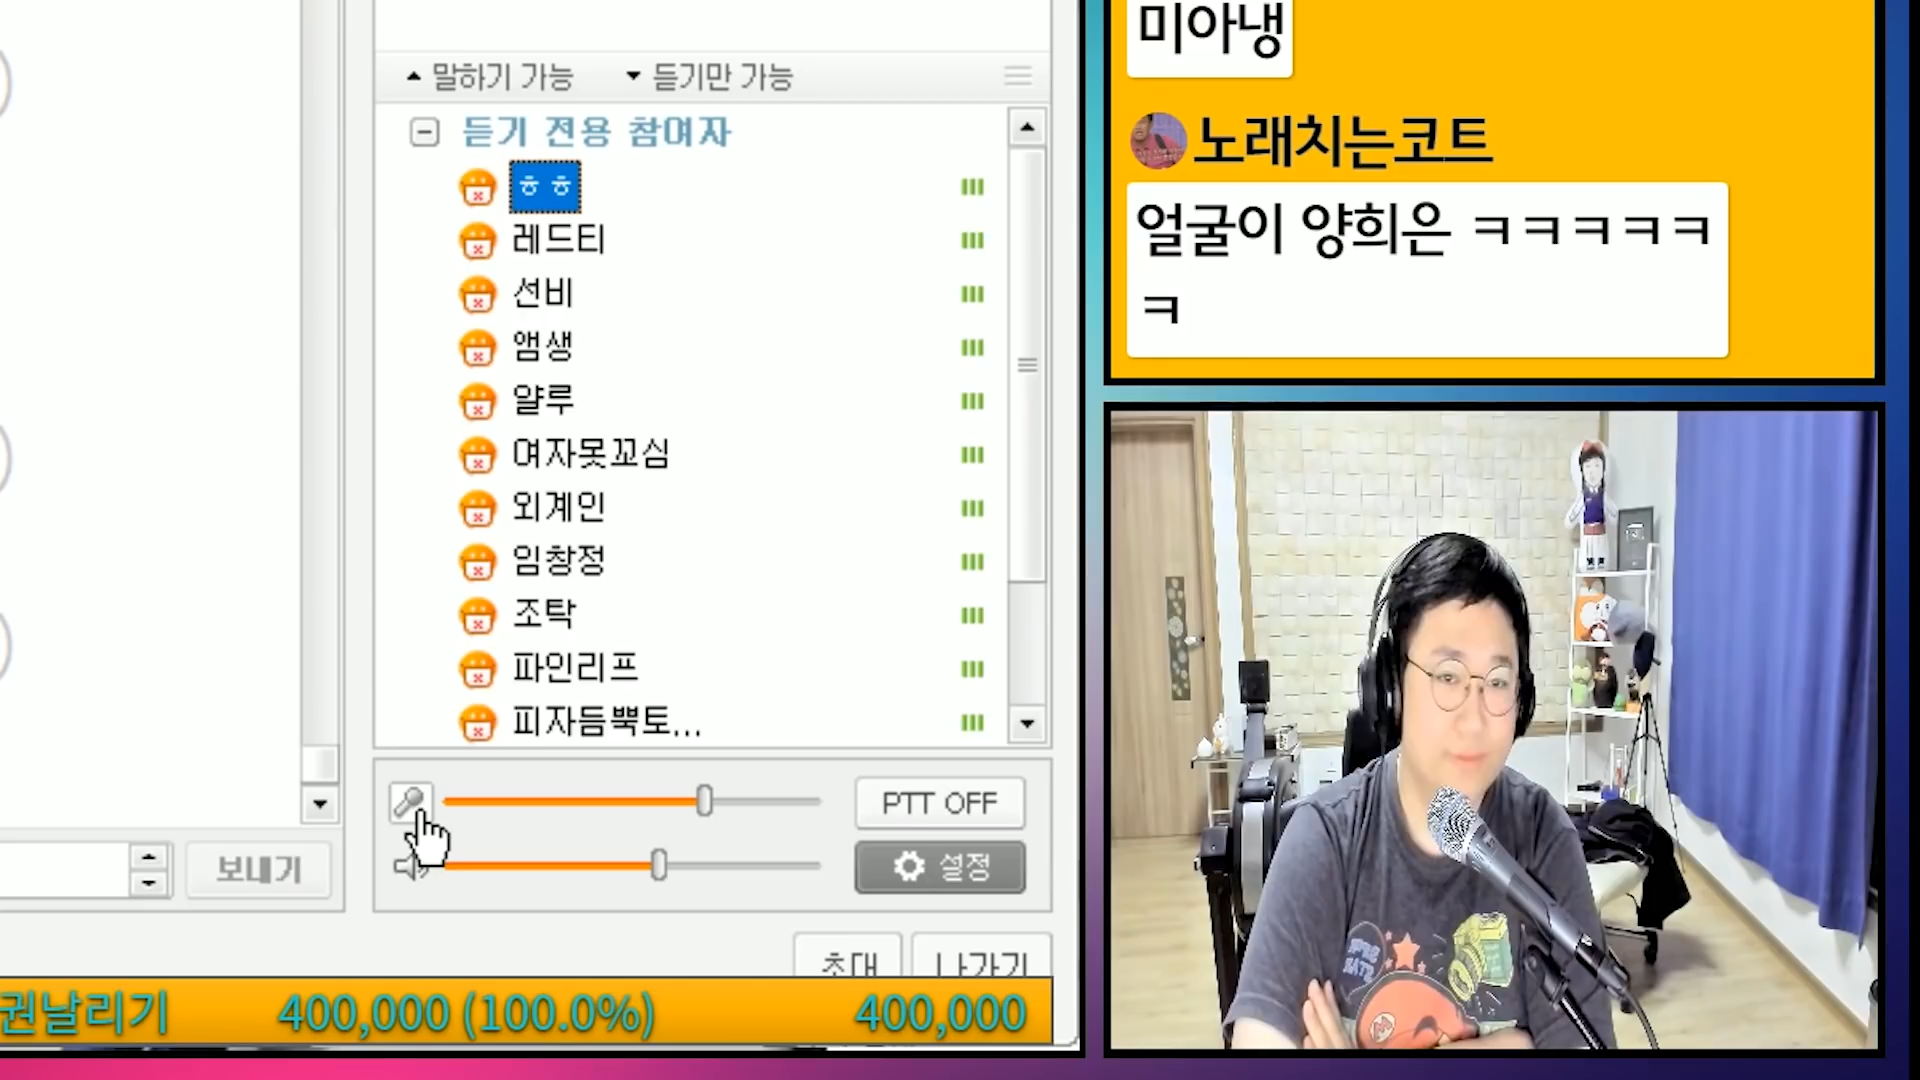 말하기 가능
듣기만 가능
듣기 전용 참여자
ㅎㅎ
레드티
선비
앰생
얄루
여자못꼬심
외계인
임창정
조탁
파인리프
피자듬뿍토...
PTT OFF
설정
보내기
초대
나가기
권날리기
400,000 (100.0%)
400,000
미아냉
노래치는코트
얼굴이 양희은 ㅋㅋㅋㅋㅋ
ㅋ